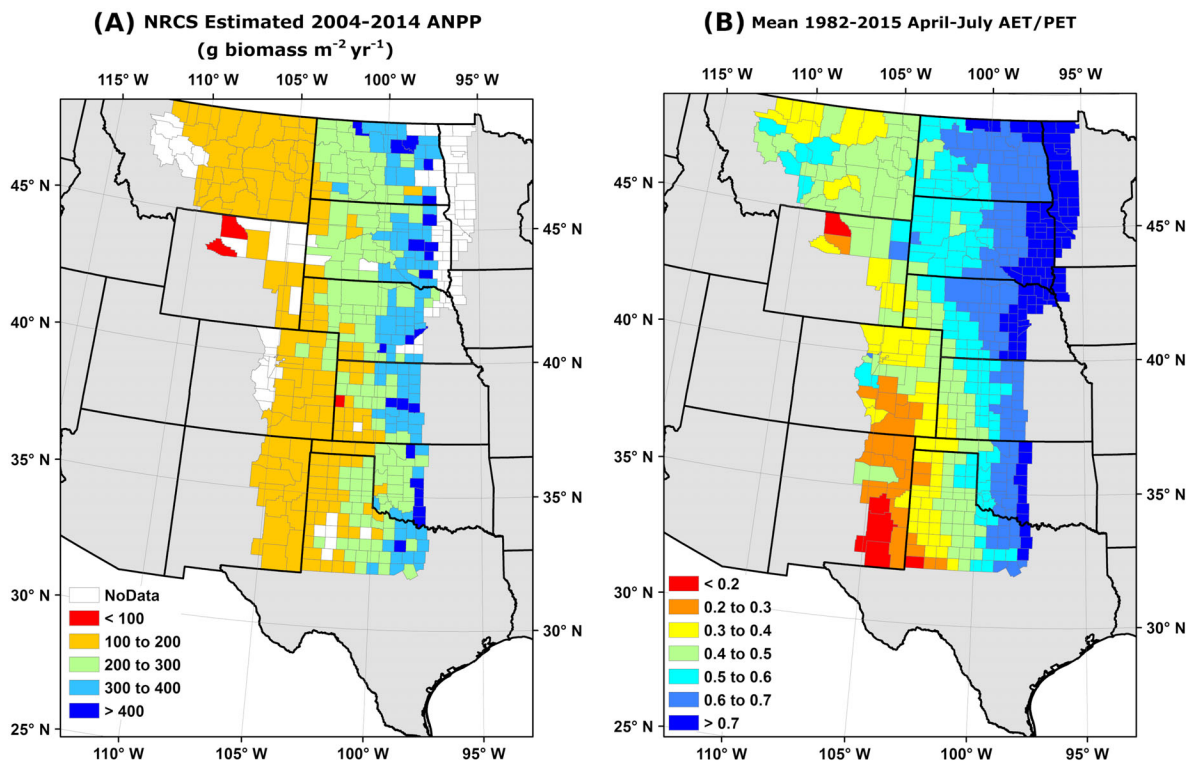 (A) NRCS Estimated 2004-2014 ANPP
(g biomass m⁻² yr⁻¹)
115° W 110° W 105° W 100° W 95° W
45° N
40° N
35° N
30° N
25° N
45° N
40° N
35° N
30° N
NoData
< 100
100 to 200
200 to 300
300 to 400
> 400
110° W 105° W 100° W 95° W
(B) Mean 1982-2015 April-July AET/PET
115° W 110° W 105° W 100° W 95° W
45° N
40° N
35° N
30° N
25° N
45° N
40° N
35° N
30° N
< 0.2
0.2 to 0.3
0.3 to 0.4
0.4 to 0.5
0.5 to 0.6
0.6 to 0.7
> 0.7
110° W 105° W 100° W 95° W